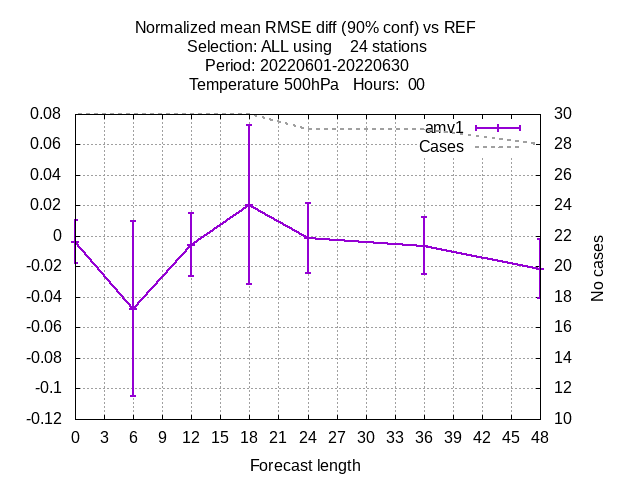 Normalized mean RMSE diff (90% conf) vs REF
Selection: ALL using 24 stations
Period: 20220601-20220630
Temperature 500hPa Hours: 00
0.08 30
amv1
0.06 28
Cases
0.04 26
0.02 24
0 22
-0.02 20
-0.04 18
-0.06 16
-0.08 14
-0.1 12
-0.12 10
No cases
0 3 6 9 12 15 18 21 24 27 30 33 36 39 42 45 48
Forecast length